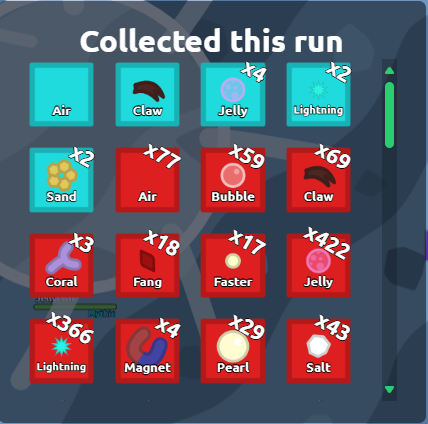 Collected this run
Air
Claw
x4
Jelly
x2
Lightning
x2
Sand
x77
Air
x59
Bubble
x69
Claw
x3
Coral
x18
Fang
x17
Faster
x422
Jelly
x366
Lightning
x4
Magnet
x29
Pearl
x43
Salt